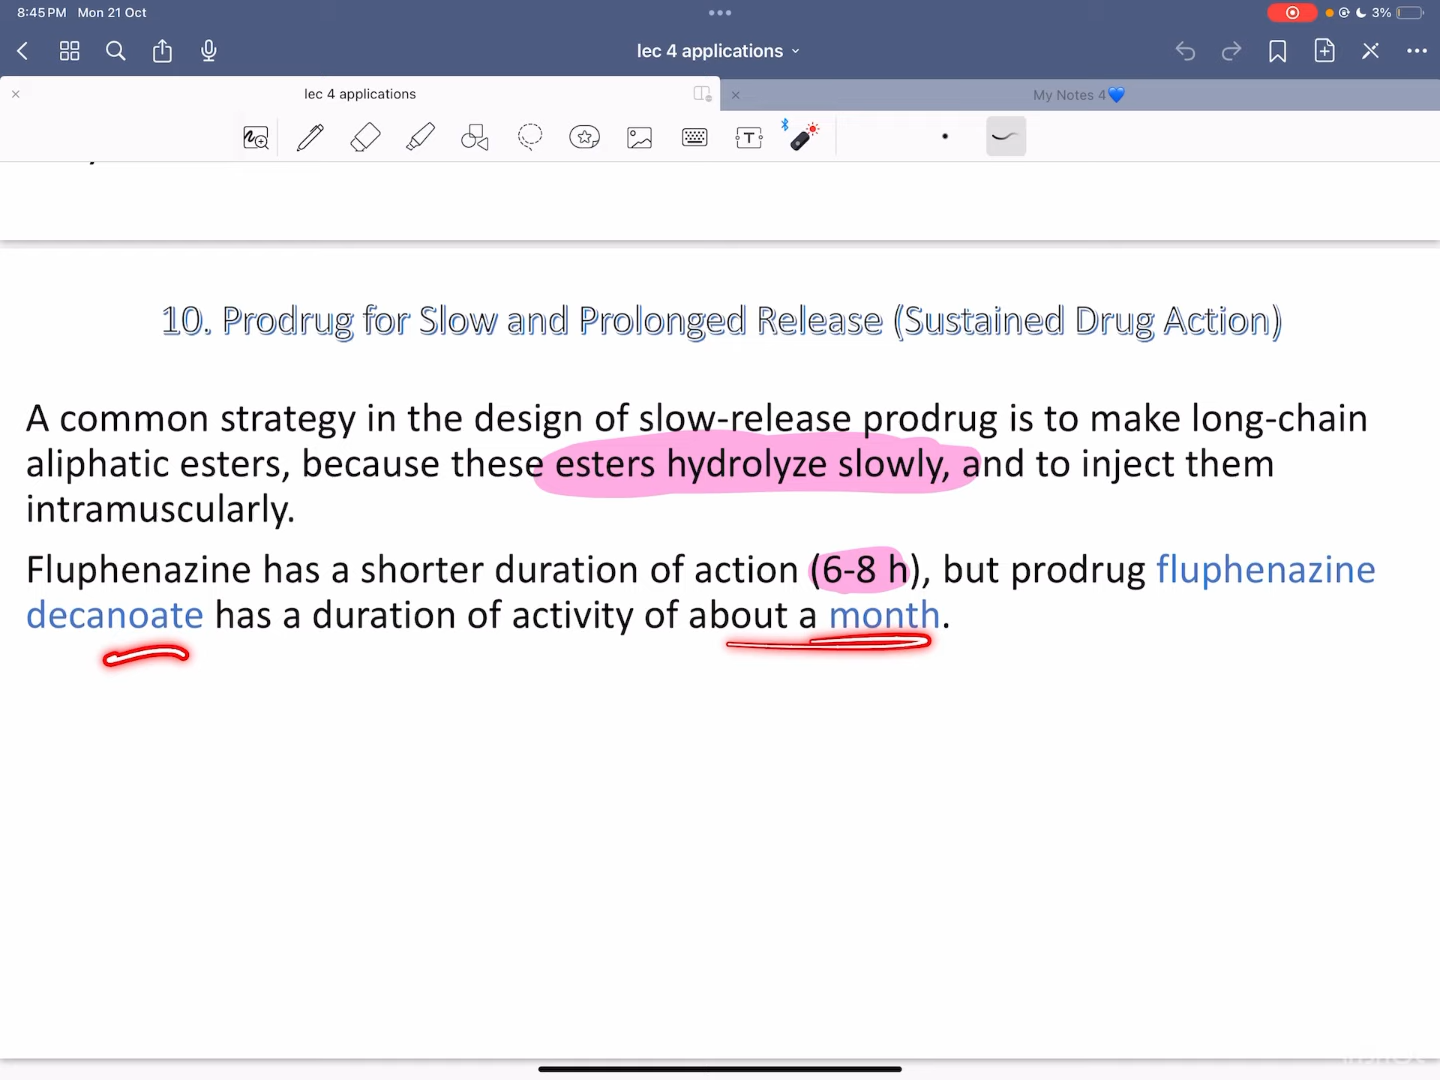 8:45 PM Mon 21 Oct
3%
lec 4 applications
lec 4 applications
My Notes 4💙
10. Prodrug for Slow and Prolonged Release (Sustained Drug Action)
A common strategy in the design of slow-release prodrug is to make long-chain
aliphatic esters, because these esters hydrolyze slowly, and to inject them
intramuscularly.
Fluphenazine has a shorter duration of action (6-8 h), but prodrug fluphenazine
decanoate has a duration of activity of about a month.